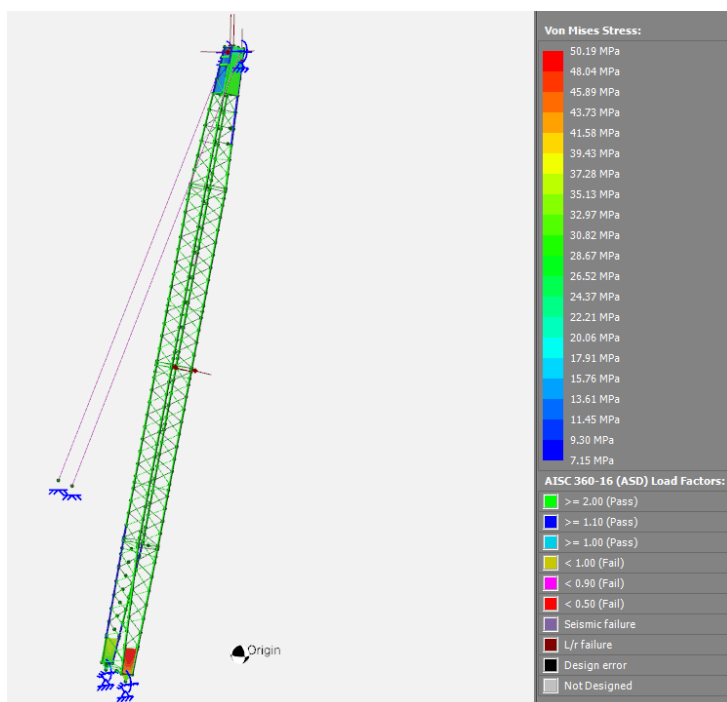 Von Mises Stress:
50.19 MPa
48.04 MPa
45.89 MPa
43.73 MPa
41.58 MPa
39.43 MPa
37.28 MPa
35.13 MPa
32.97 MPa
30.82 MPa
28.67 MPa
26.52 MPa
24.37 MPa
22.21 MPa
20.06 MPa
17.91 MPa
15.76 MPa
13.61 MPa
11.45 MPa
9.30 MPa
7.15 MPa
AISC 360-16 (ASD) Load Factors:
>= 2.00 (Pass)
>= 1.10 (Pass)
>= 1.00 (Pass)
< 1.00 (Fail)
< 0.90 (Fail)
< 0.50 (Fail)
Seismic failure
L/r failure
Design error
Not Designed
Origin